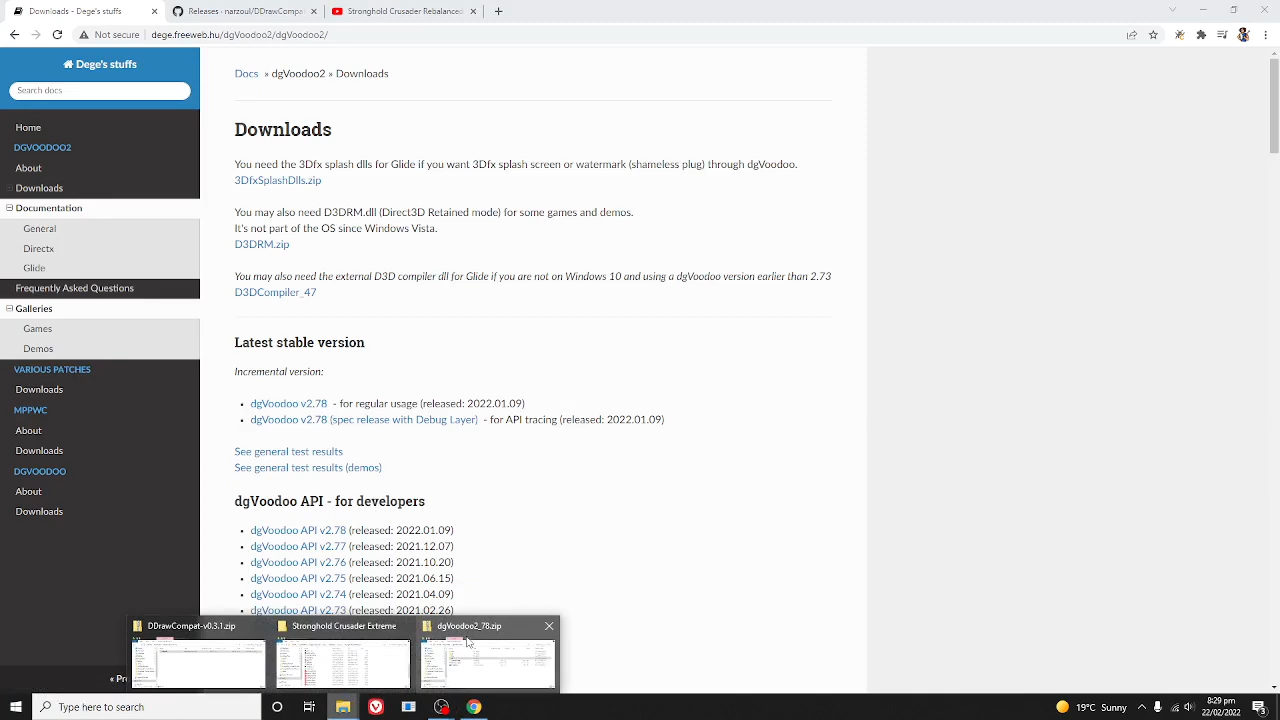 Downloads - Dege's stuffs
Releases · narzoul/DDrawCompat
Stronghold Crusader Rebalanced
Not secure
dege.freeweb.hu/dgVoodoo2/dgVoodoo2/
Dege's stuffs
Search docs
Home
DGVOODOO2
About
Downloads
Documentation
General
Directx
Glide
Frequently Asked Questions
Galleries
Games
Demos
VARIOUS PATCHES
Downloads
MPPWC
About
Downloads
DGVOODOO
About
Downloads
Docs » dgVoodoo2 » Downloads
Downloads
You need the 3Dfx splash dlls for Glide if you want 3Dfx splash screen or watermark (shameless plug) through dgVoodoo.
3DfxSplashDlls.zip
You may also need D3DRM.dll (Direct3D Retained mode) for some games and demos.
It's not part of the OS since Windows Vista.
D3DRM.zip
You may also need the external D3D compiler dll for Glide if you are not on Windows 10 and using a dgVoodoo version earlier than 2.73
D3DCompiler_47
Latest stable version
Incremental version:
dgVoodoo v2.78 - for regular usage (released: 2022.01.09)
dgVoodoo v2.78 (spec release with Debug Layer) - for API tracing (released: 2022.01.09)
See general test results
See general test results (demos)
dgVoodoo API - for developers
dgVoodoo API v2.78 (released: 2022.01.09)
dgVoodoo API v2.77 (released: 2021.12.07)
dgVoodoo API v2.76 (released: 2021.10.20)
dgVoodoo API v2.75 (released: 2021.06.15)
dgVoodoo API v2.74 (released: 2021.04.09)
dgVoodoo API v2.73 (released: 2021.02.26)
« Pr
DDrawCompat-v0.3.1.zip
Stronghold Crusader Extreme
dgVoodoo2_78.zip
Type here to search
19°C Sunny
8:29 pm
22/02/2022